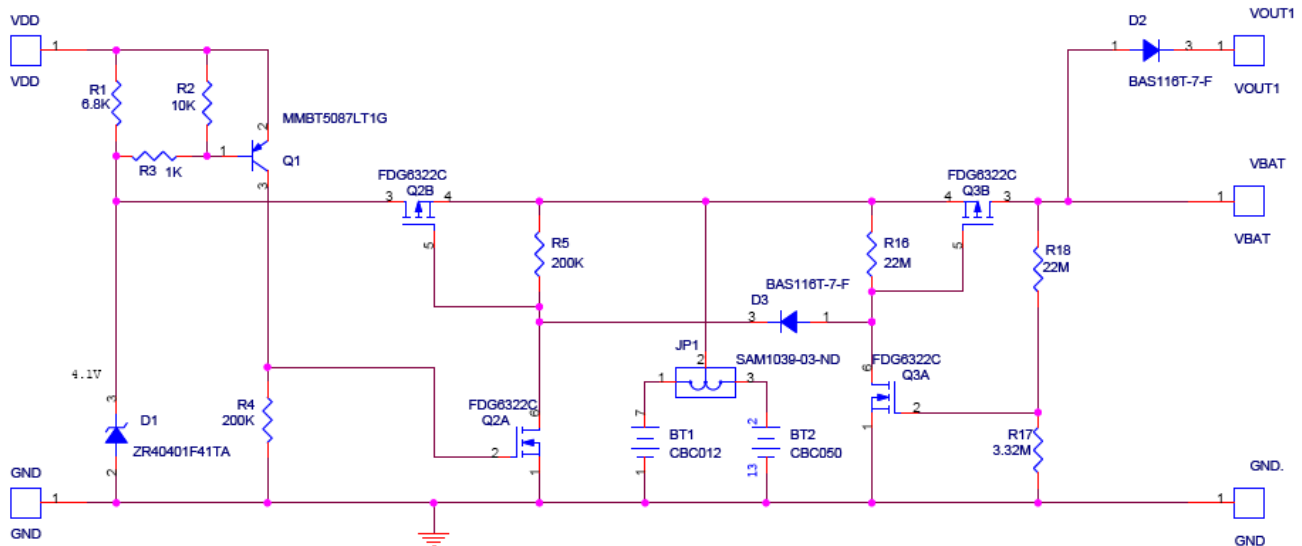 VDD
1
VDD
R1
6.8K
R2
10K
R3 1K
MMBT5087LT1G
1
2
3
Q1
FDG6322C
Q2B
3
4
5
R5
200K
FDG6322C
Q3B
4
3
5
R16
22M
D2
1
3
BAS116T-7-F
VOUT1
1
VOUT1
VBAT
1
VBAT
R18
22M
BAS116T-7-F
D3
3
1
JP1
2
1
3
SAM1039-03-ND
FDG6322C
Q3A
6
2
1
4.1V
3
D1
ZR40401F41TA
2
R4
200K
FDG6322C
Q2A
6
2
1
7
BT1
CBC012
1
2
BT2
CBC050
13
R17
3.32M
GND
1
GND
GND.
1
GND